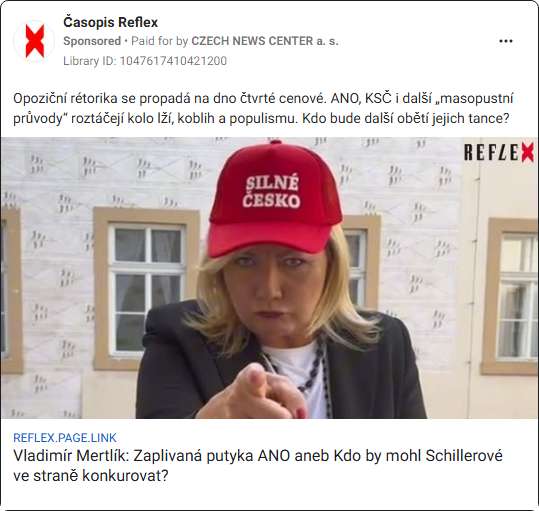 Časopis Reflex
Sponsored • Paid for by CZECH NEWS CENTER a. s.
Library ID: 1047617410421200
Opoziční rétorika se propadá na dno čtvrté cenové. ANO, KSČ i další „masopustní
průvody“ roztáčejí kolo lží, koblih a populismu. Kdo bude další obětí jejich tance?
REFLEX
SILNÉ
ČESKO
REFLEX.PAGE.LINK
Vladimír Mertlík: Zaplivaná putyka ANO aneb Kdo by mohl Schillerové
ve straně konkurovat?